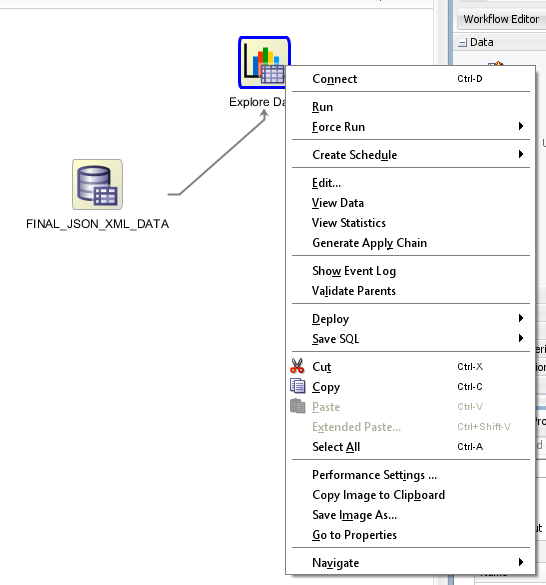 Workflow Editor
Data
Explore Da
FINAL_JSON_XML_DATA
Connect Ctrl-D
Run
Force Run
Create Schedule
Edit...
View Data
View Statistics
Generate Apply Chain
Show Event Log
Validate Parents
Deploy
Save SQL
Cut Ctrl-X
Copy Ctrl-C
Paste Ctrl-V
Extended Paste... Ctrl+Shift-V
Select All Ctrl-A
Performance Settings ...
Copy Image to Clipboard
Save Image As...
Go to Properties
Navigate